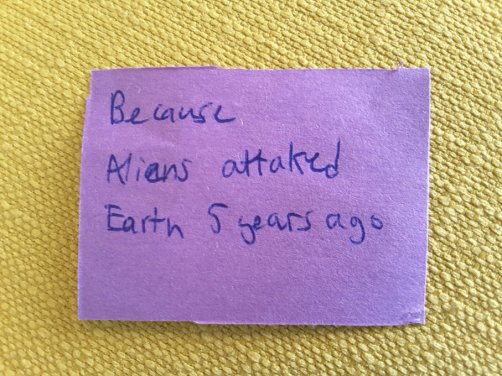 Because
Aliens attaked
Earth 5 years ago